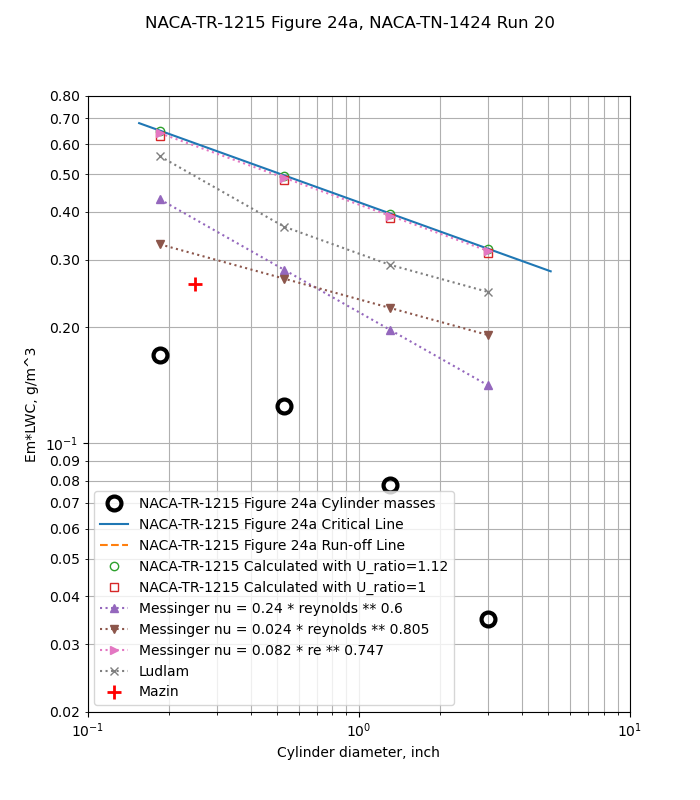 NACA-TR-1215 Figure 24a, NACA-TN-1424 Run 20
0.80
0.70
0.60
0.50
0.40
0.30
0.20
10⁻¹
0.09
0.08
0.07
0.06
0.05
0.04
0.03
0.02
Em*LWC, g/m^3
NACA-TR-1215 Figure 24a Cylinder masses
NACA-TR-1215 Figure 24a Critical Line
NACA-TR-1215 Figure 24a Run-off Line
NACA-TR-1215 Calculated with U_ratio=1.12
NACA-TR-1215 Calculated with U_ratio=1
Messinger nu = 0.24 * reynolds ** 0.6
Messinger nu = 0.024 * reynolds ** 0.805
Messinger nu = 0.082 * re ** 0.747
Ludlam
Mazin
10⁻¹ 10⁰ 10¹
Cylinder diameter, inch